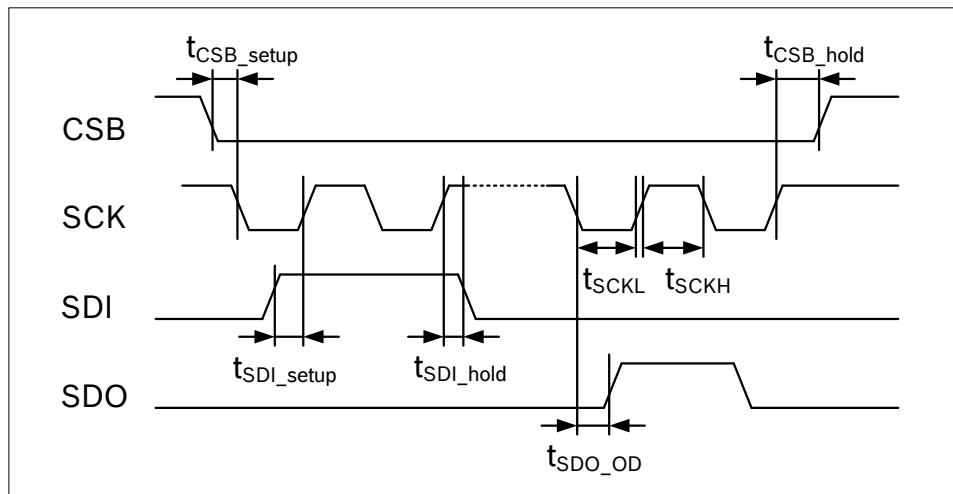 tCSB_setup
tCSB_hold
CSB
SCK
tSCKL
tSCKH
SDI
tSDI_setup
tSDI_hold
SDO
tSDO_OD